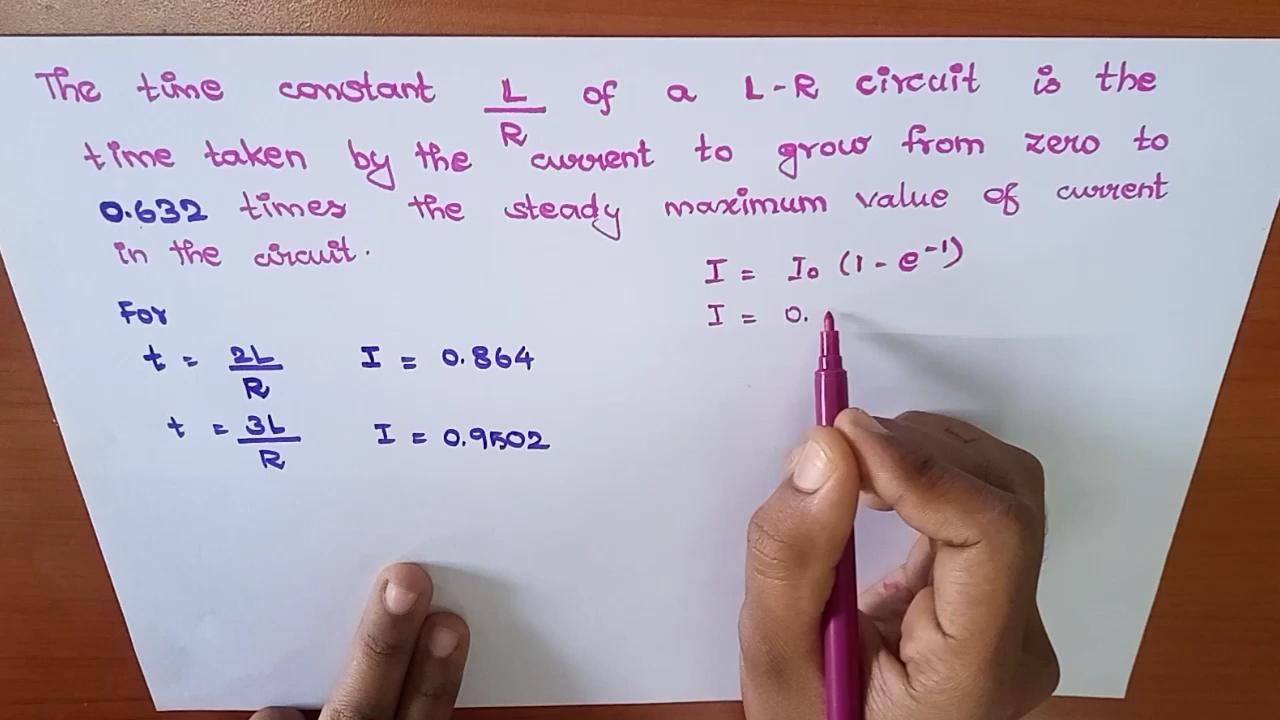 The time constant L/R of a L-R circuit is the
time taken by the current to grow from zero to
0.632 times the steady maximum value of current
in the circuit.
I = I₀ (1 - e⁻¹)
I = 0.
For
t = 2L/R I = 0.864
t = 3L/R I = 0.9502